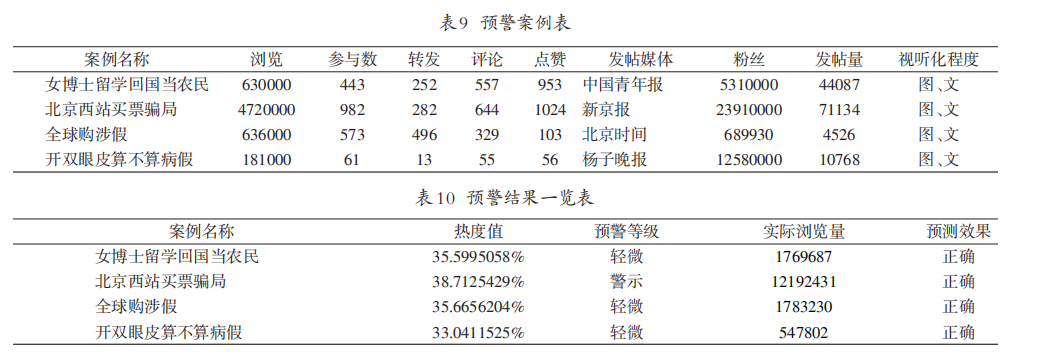 表9 预警案例表
案例名称 浏览 参与数 转发 评论 点赞 发帖媒体 粉丝 发帖量 视听化程度
女博士留学回国当农民 630000 443 252 557 953 中国青年报 5310000 44087 图、文
北京西站买票骗局 4720000 982 282 644 1024 新京报 23910000 71134 图、文
全球购涉假 636000 573 496 329 103 北京时间 689930 4526 图、文
开双眼皮算不算病假 181000 61 13 55 56 杨子晚报 12580000 10768 图、文
表10 预警结果一览表
案例名称 热度值 预警等级 实际浏览量 预测效果
女博士留学回国当农民 35.5995058% 轻微 1769687 正确
北京西站买票骗局 38.7125429% 警示 12192431 正确
全球购涉假 35.6656204% 轻微 1783230 正确
开双眼皮算不算病假 33.0411525% 轻微 547802 正确